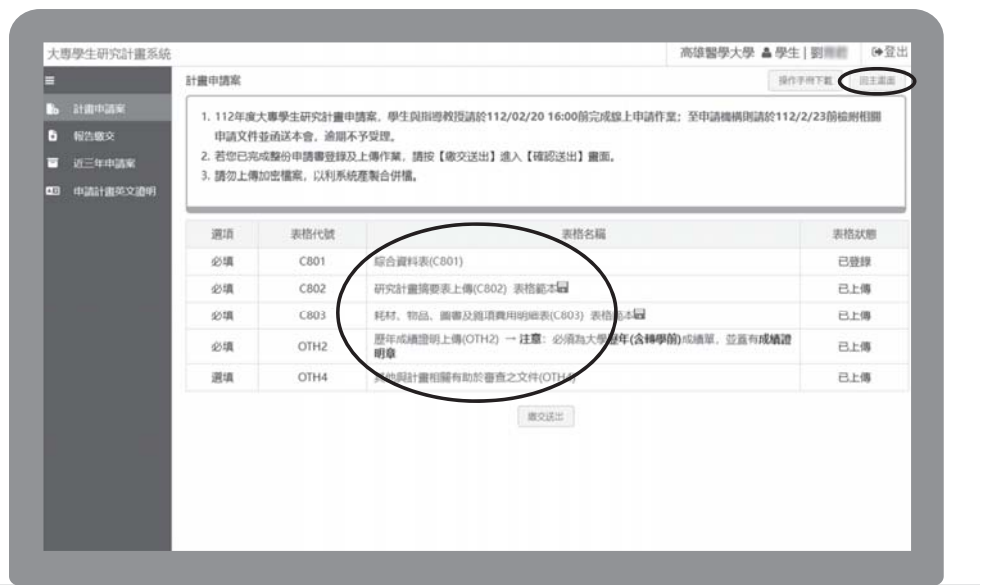 大專學生研究計畫系統
高雄醫學大學 學生 | 劉 登出
計畫申請案
操作手冊下載 回主畫面
計畫申請案
報告繳交
近三年申請案
申請計畫英文證明
1. 112年度大專學生研究計畫申請案，學生與指導教授請於112/02/20 16:00前完成線上申請作業；至申請機構則請於112/2/23前檢附相關
申請文件並函送本會，逾期不予受理。
2. 若您已完成整份申請書登錄及上傳作業，請按【繳交送出】進入【確認送出】畫面。
3. 請勿上傳加密檔案，以利系統產製合併檔。
選項 表格代號 表格名稱 表格狀態
必填 C801 綜合資料表(C801) 已登錄
必填 C802 研究計畫摘要表上傳(C802) 表格範本 已上傳
必填 C803 耗材、物品、圖書及雜項費用明細表(C803) 表格範本 已上傳
必填 OTH2 歷年成績證明上傳(OTH2) → 注意：必須為大學歷年(含轉學前)成績單，並蓋有成績證
明章 已上傳
選填 OTH4 其他與計畫相關有助於審查之文件(OTH4) 已上傳
繳交送出